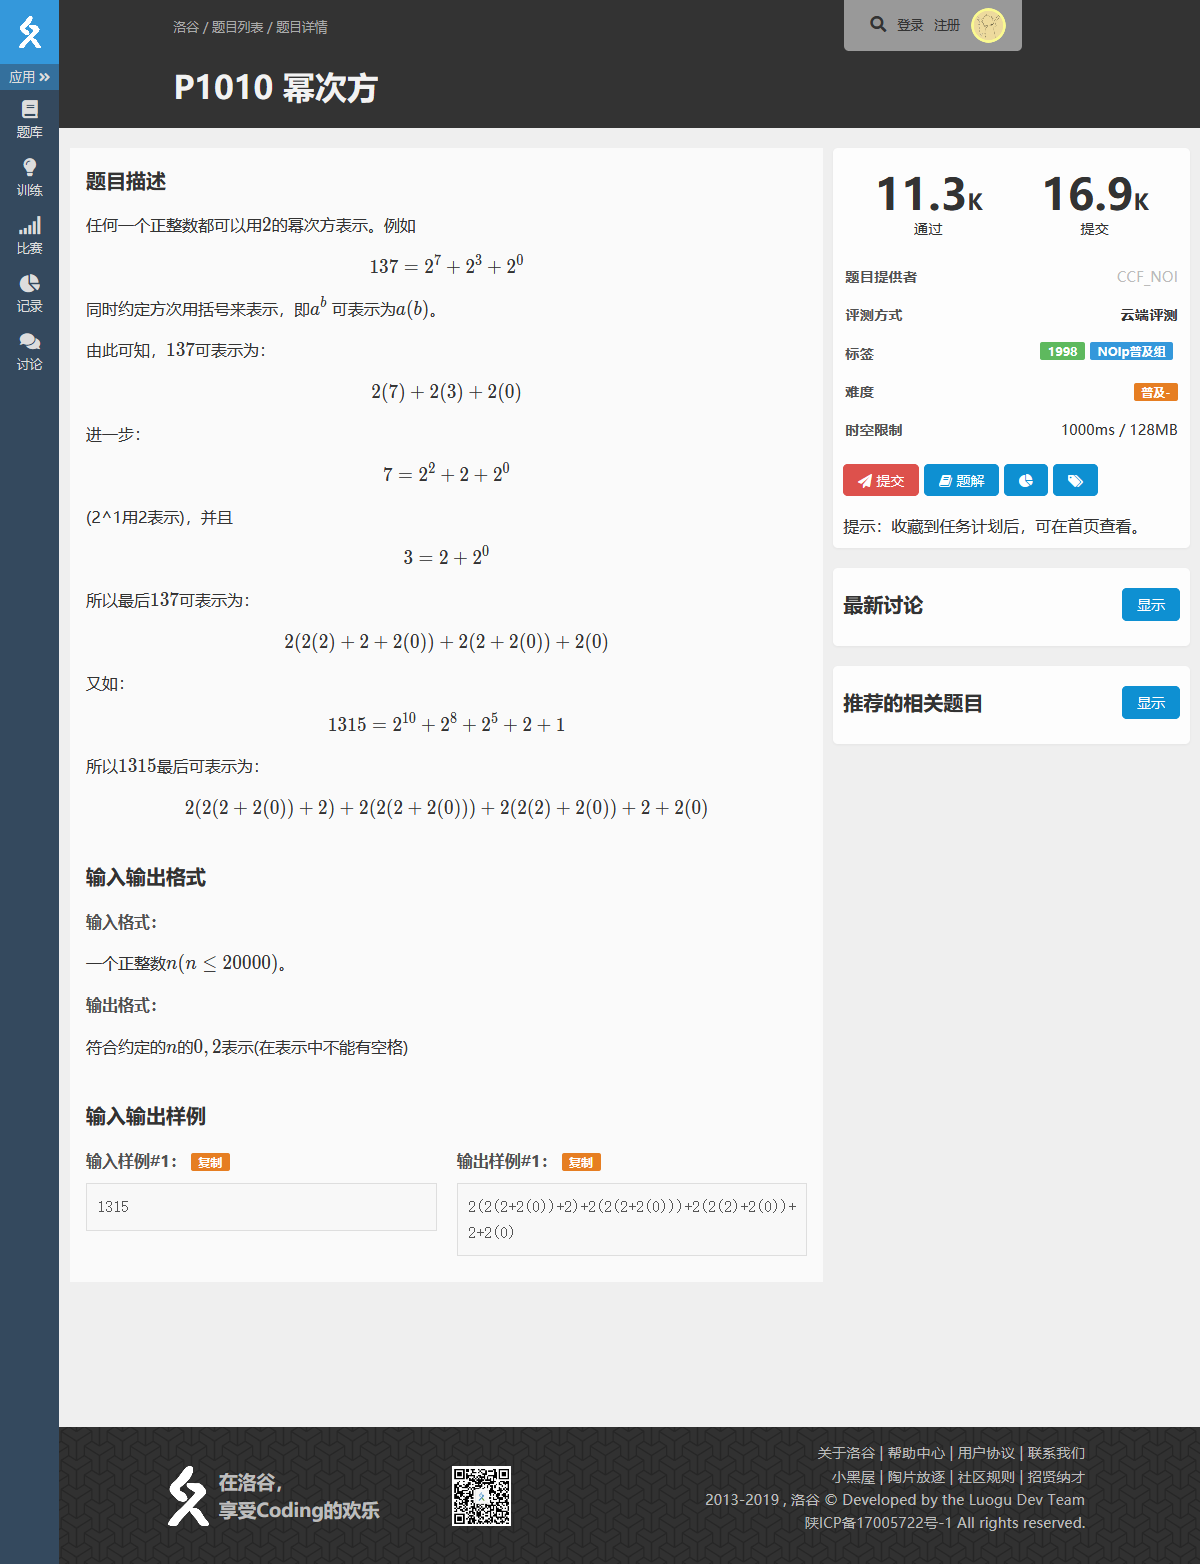 洛谷 / 题目列表 / 题目详情
登录 注册
P1010 幂次方
应用
题库
训练
比赛
记录
讨论
题目描述
任何一个正整数都可以用2的幂次方表示。例如
137 = 2^7 + 2^3 + 2^0
同时约定方次用括号来表示，即a^b 可表示为a(b)。
由此可知，137可表示为：
2(7) + 2(3) + 2(0)
进一步：
7 = 2^2 + 2 + 2^0
(2^1用2表示)，并且
3 = 2 + 2^0
所以最后137可表示为：
2(2(2) + 2 + 2(0)) + 2(2 + 2(0)) + 2(0)
又如：
1315 = 2^10 + 2^8 + 2^5 + 2 + 1
所以1315最后可表示为：
2(2(2 + 2(0)) + 2) + 2(2(2 + 2(0))) + 2(2(2) + 2(0)) + 2 + 2(0)
输入输出格式
输入格式：
一个正整数n(n ≤ 20000)。
输出格式：
符合约定的n的0, 2表示(在表示中不能有空格)
输入输出样例
输入样例#1： 复制
1315
输出样例#1： 复制
2(2(2+2(0))+2)+2(2(2+2(0)))+2(2(2)+2(0))+
2+2(0)
11.3K 16.9K
通过 提交
题目提供者 CCF_NOI
评测方式 云端评测
标签 1998 NOIp普及组
难度 普及-
时空限制 1000ms / 128MB
提交 题解
提示：收藏到任务计划后，可在首页查看。
最新讨论 显示
推荐的相关题目 显示
在洛谷，
享受Coding的欢乐
关于洛谷 | 帮助中心 | 用户协议 | 联系我们
小黑屋 | 陶片放逐 | 社区规则 | 招贤纳才
2013-2019 , 洛谷 © Developed by the Luogu Dev Team
陕ICP备17005722号-1 All rights reserved.